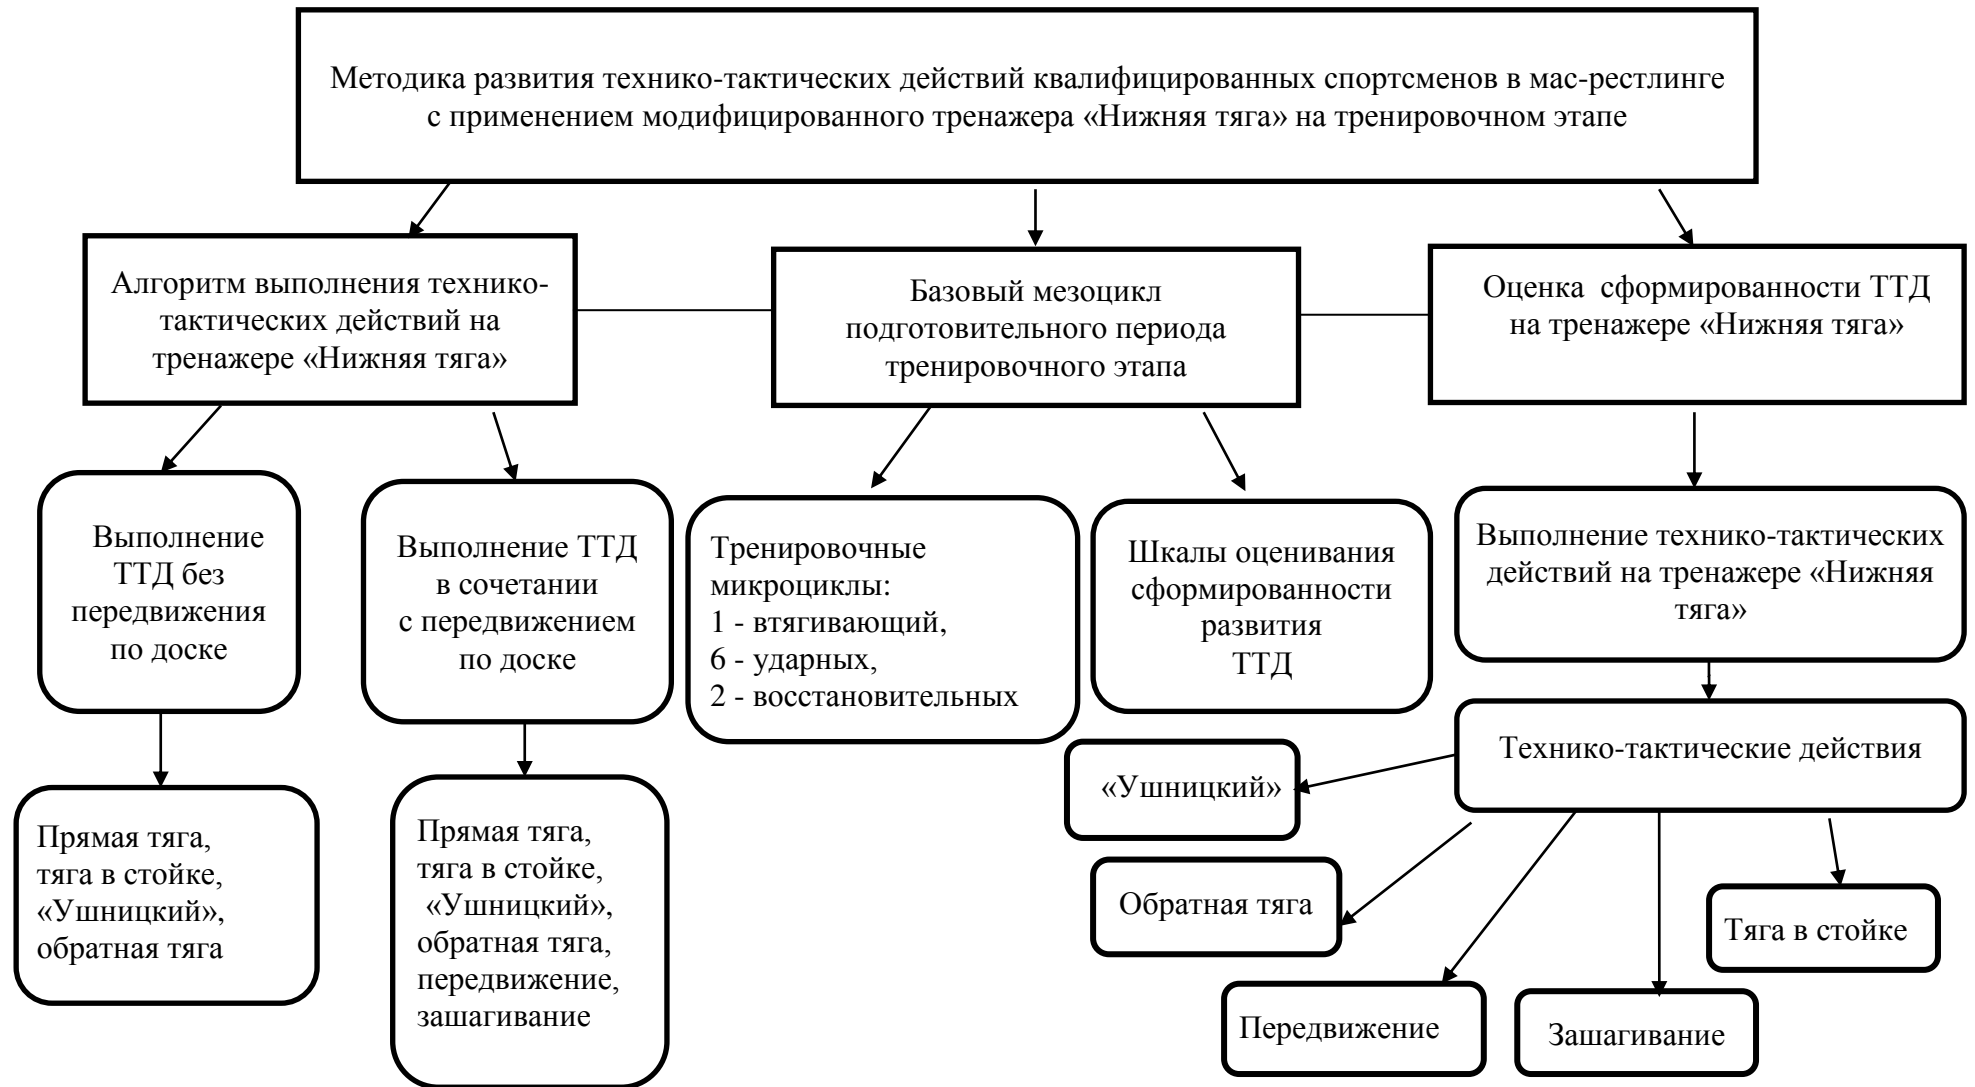 Методика развития технико-тактических действий квалифицированных спортсменов в мас-рестлинге
с применением модифицированного тренажера «Нижняя тяга» на тренировочном этапе
Алгоритм выполнения технико-
тактических действий на
тренажере «Нижняя тяга»
Базовый мезоцикл
подготовительного периода
тренировочного этапа
Оценка сформированности ТТД
на тренажере «Нижняя тяга»
Выполнение
ТТД без
передвижения
по доске
Выполнение ТТД
в сочетании
с передвижением
по доске
Тренировочные
микроциклы:
1 - втягивающий,
6 - ударных,
2 - восстановительных
Шкалы оценивания
сформированности
развития
ТТД
Выполнение технико-тактических
действий на тренажере «Нижняя
тяга»
Прямая тяга,
тяга в стойке,
«Ушницкий»,
обратная тяга
Прямая тяга,
тяга в стойке,
«Ушницкий»,
обратная тяга,
передвижение,
зашагивание
Технико-тактические действия
«Ушницкий»
Обратная тяга
Передвижение
Зашагивание
Тяга в стойке